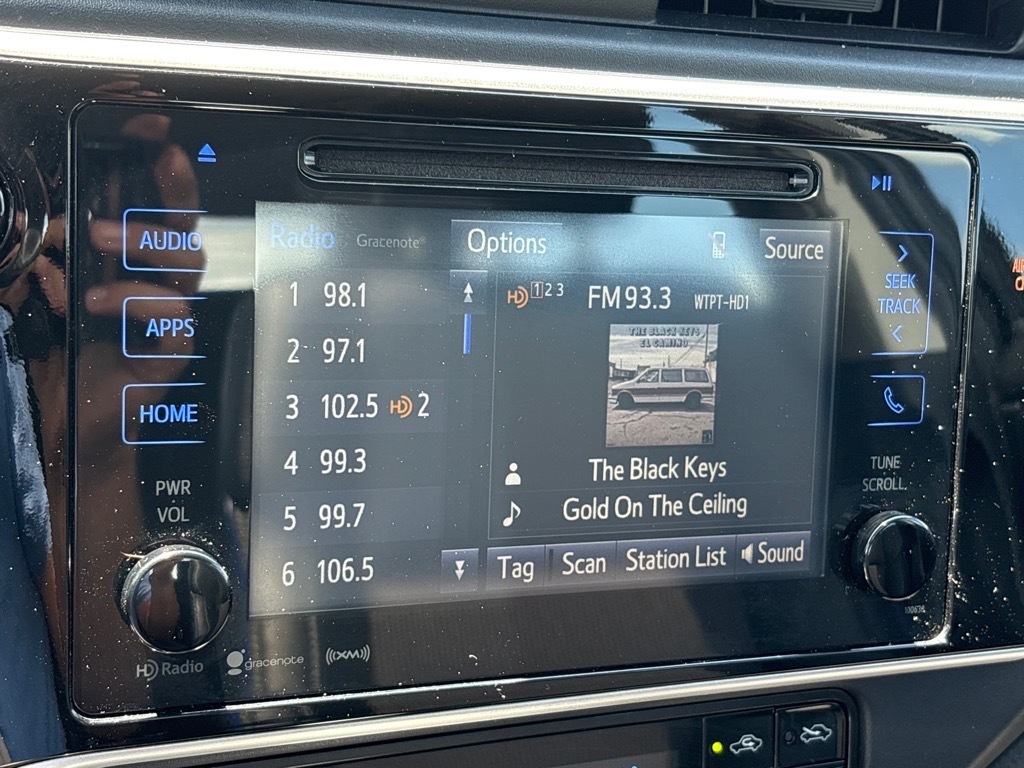 AUDIO
APPS
HOME
PWR
VOL
HD Radio
gracenote
((XM))
Radio
Gracenote®
Options
Source
1 98.1
2 97.1
3 102.5 HD 2
4 99.3
5 99.7
6 106.5
HD 1 2 3
FM 93.3
WTPT-HD1
THE BLACK KEYS
EL CAMINO
The Black Keys
Gold On The Ceiling
Tag
Scan
Station List
Sound
>
SEEK
TRACK
<
TUNE
SCROLL
100636